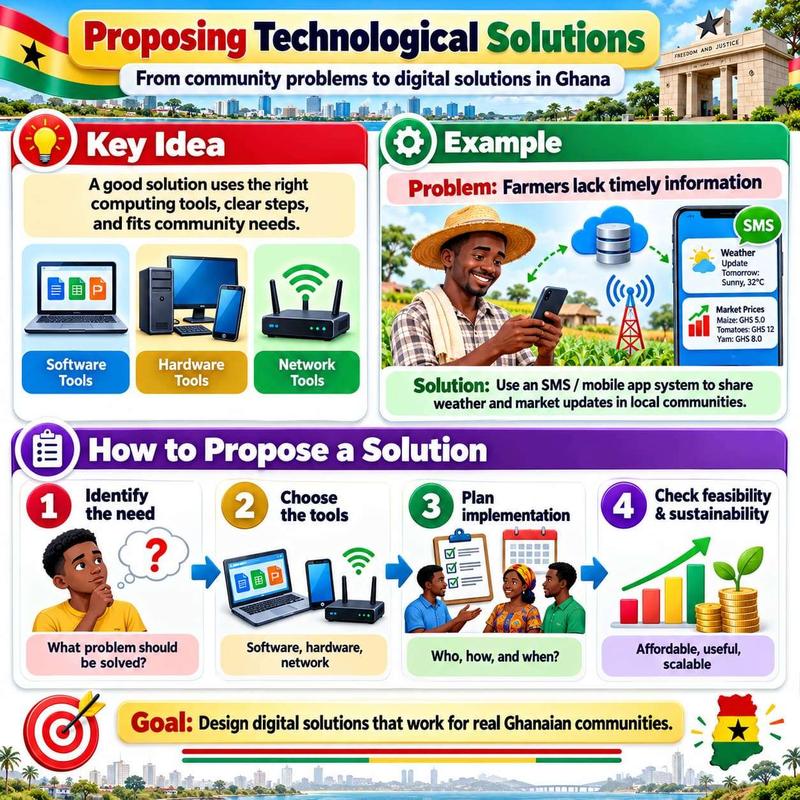 Proposing Technological Solutions
From community problems to digital solutions in Ghana
FREEDOM AND JUSTICE
Key Idea
A good solution uses the right
computing tools, clear steps,
and fits community needs.
P
Software
Tools
Hardware
Tools
Network
Tools
Example
Problem: Farmers lack timely information
SMS
Weather
Update
Tomorrow:
Sunny, 32°C
Market Prices
Maize: GHS 5.0
Tomatoes: GHS 12
Yam: GHS 8.0
Solution: Use an SMS / mobile app system to share
weather and market updates in local communities.
How to Propose a Solution
1 Identify
the need
?
What problem should
be solved?
2 Choose
the tools
P
Software, hardware,
network
3 Plan
implementation
Who, how, and when?
4 Check feasibility
& sustainability
Affordable, useful,
scalable
Goal: Design digital solutions that work for real Ghanaian communities.